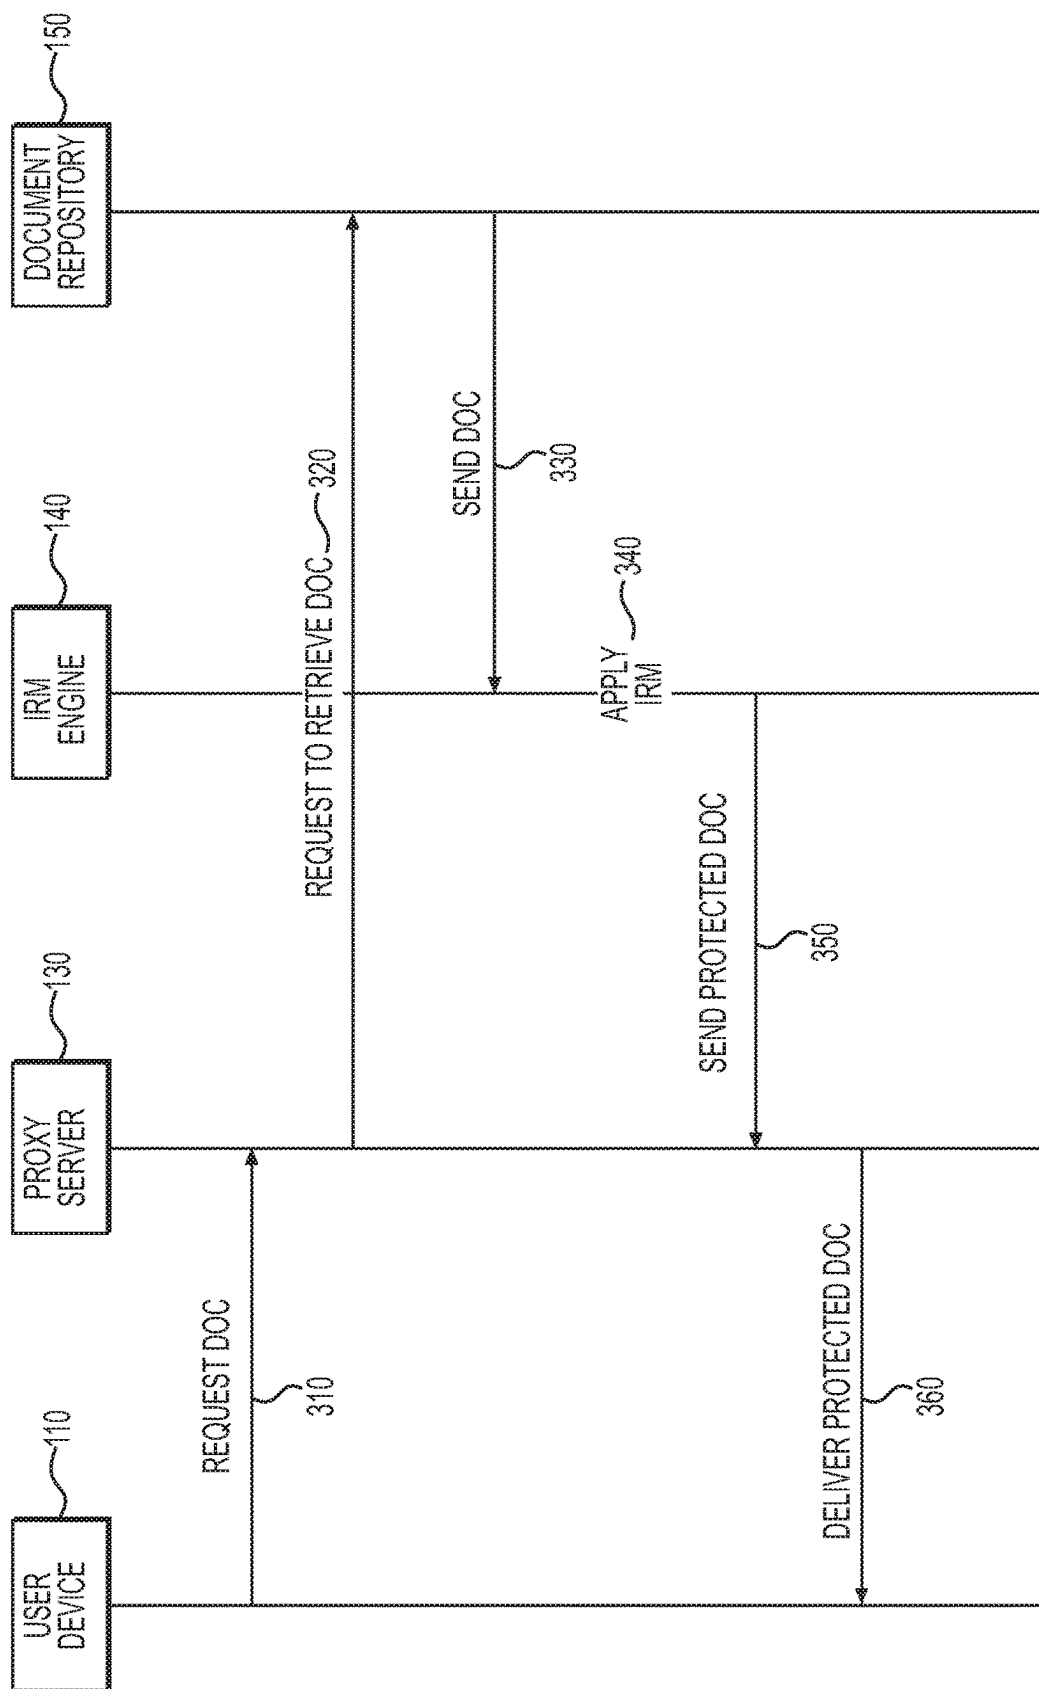 USER
DEVICE
110
PROXY
SERVER
130
IRM
ENGINE
140
DOCUMENT
REPOSITORY
150
REQUEST DOC
310
REQUEST TO RETRIEVE DOC 320
SEND DOC
330
APPLY
IRM
340
SEND PROTECTED DOC
350
DELIVER PROTECTED DOC
360